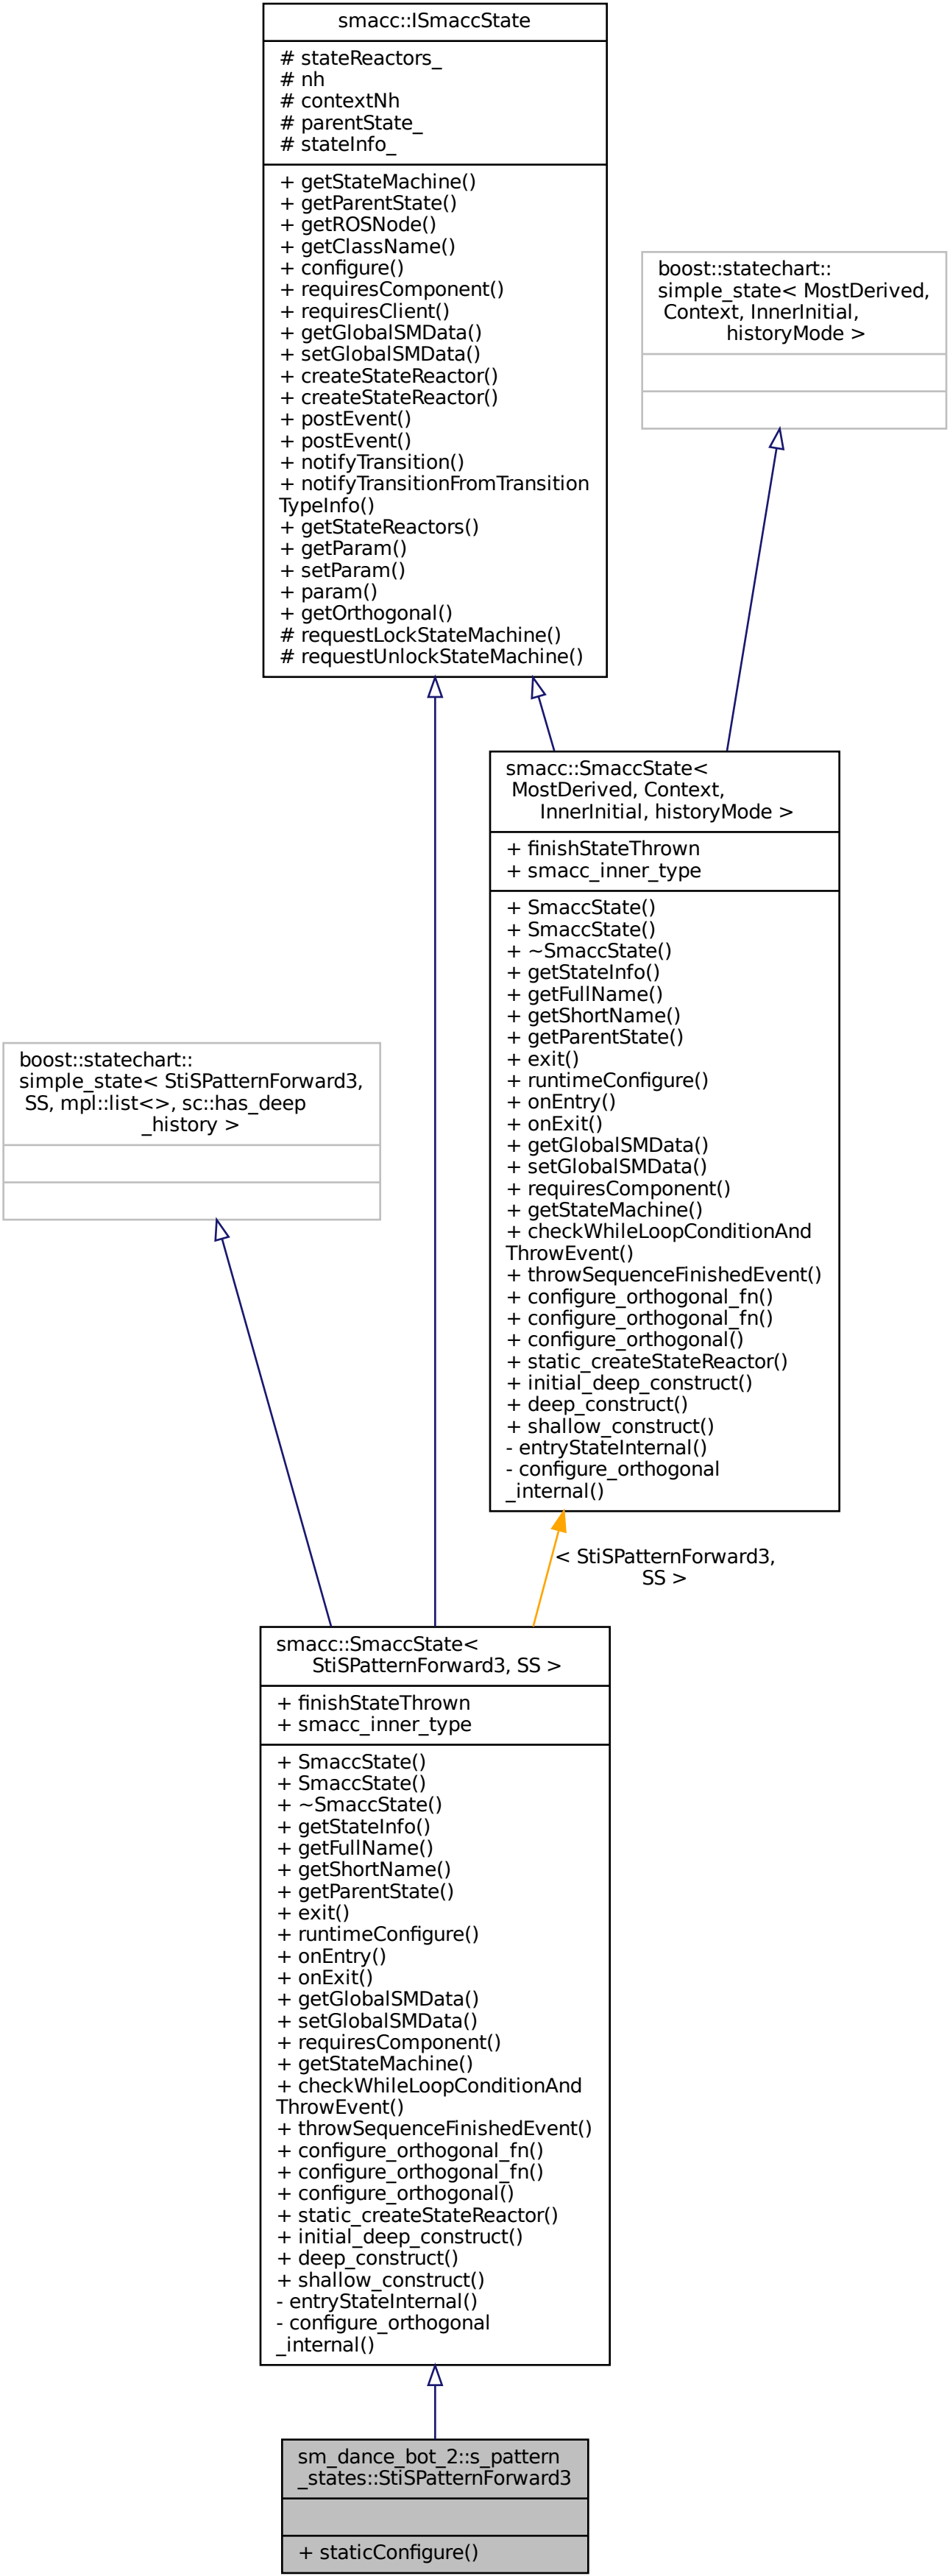 smacc::ISmaccState
# stateReactors_
# nh
# contextNh
# parentState_
# stateInfo_
+ getStateMachine()
+ getParentState()
+ getROSNode()
+ getClassName()
+ configure()
+ requiresComponent()
+ requiresClient()
+ getGlobalSMData()
+ setGlobalSMData()
+ createStateReactor()
+ createStateReactor()
+ postEvent()
+ postEvent()
+ notifyTransition()
+ notifyTransitionFromTransition
TypeInfo()
+ getStateReactors()
+ getParam()
+ setParam()
+ param()
+ getOrthogonal()
# requestLockStateMachine()
# requestUnlockStateMachine()
boost::statechart::
simple_state< MostDerived,
Context, InnerInitial,
historyMode >
smacc::SmaccState<
MostDerived, Context,
InnerInitial, historyMode >
+ finishStateThrown
+ smacc_inner_type
+ SmaccState()
+ SmaccState()
+ ~SmaccState()
+ getStateInfo()
+ getFullName()
+ getShortName()
+ getParentState()
+ exit()
+ runtimeConfigure()
+ onEntry()
+ onExit()
+ getGlobalSMData()
+ setGlobalSMData()
+ requiresComponent()
+ getStateMachine()
+ checkWhileLoopConditionAnd
ThrowEvent()
+ throwSequenceFinishedEvent()
+ configure_orthogonal_fn()
+ configure_orthogonal_fn()
+ configure_orthogonal()
+ static_createStateReactor()
+ initial_deep_construct()
+ deep_construct()
+ shallow_construct()
- entryStateInternal()
- configure_orthogonal
_internal()
boost::statechart::
simple_state< StiSPatternForward3,
SS, mpl::list<>, sc::has_deep
_history >
< StiSPatternForward3,
SS >
smacc::SmaccState<
StiSPatternForward3, SS >
+ finishStateThrown
+ smacc_inner_type
+ SmaccState()
+ SmaccState()
+ ~SmaccState()
+ getStateInfo()
+ getFullName()
+ getShortName()
+ getParentState()
+ exit()
+ runtimeConfigure()
+ onEntry()
+ onExit()
+ getGlobalSMData()
+ setGlobalSMData()
+ requiresComponent()
+ getStateMachine()
+ checkWhileLoopConditionAnd
ThrowEvent()
+ throwSequenceFinishedEvent()
+ configure_orthogonal_fn()
+ configure_orthogonal_fn()
+ configure_orthogonal()
+ static_createStateReactor()
+ initial_deep_construct()
+ deep_construct()
+ shallow_construct()
- entryStateInternal()
- configure_orthogonal
_internal()
sm_dance_bot_2::s_pattern
_states::StiSPatternForward3
+ staticConfigure()